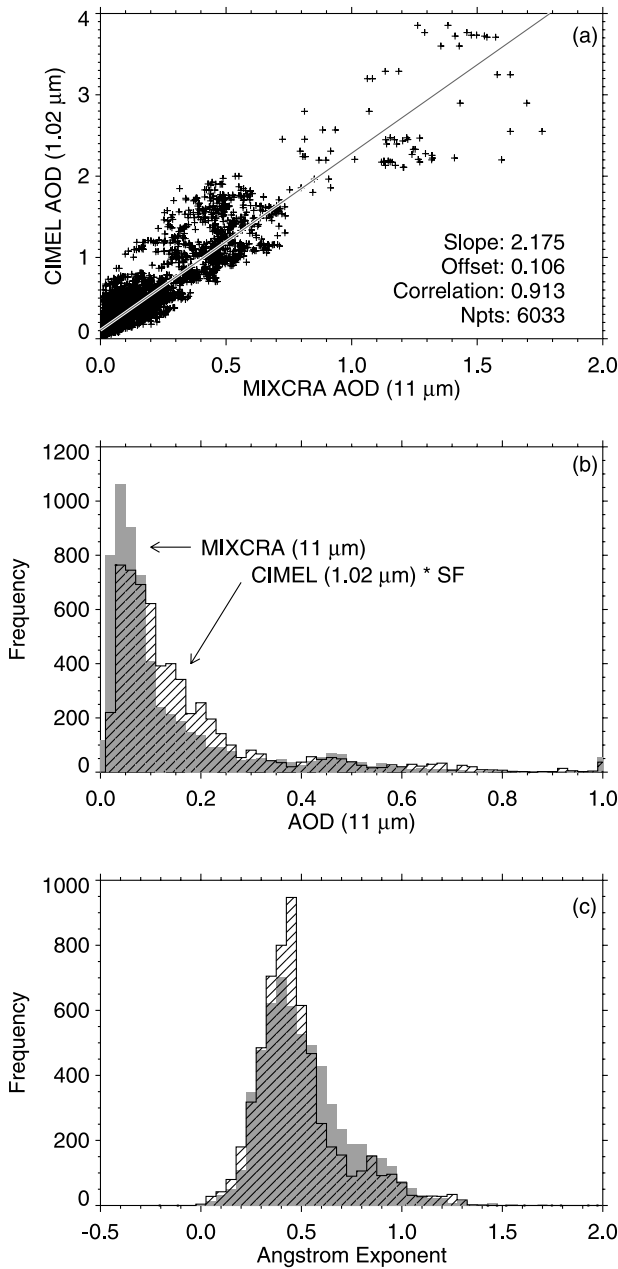 (a)
4
3
2
1
0
CIMEL AOD (1.02 μm)
Slope: 2.175
Offset: 0.106
Correlation: 0.913
Npts: 6033
0.0 0.5 1.0 1.5 2.0
MIXCRA AOD (11 μm)
(b)
1200
1000
800
600
400
200
0
Frequency
MIXCRA (11 μm)
CIMEL (1.02 μm) * SF
0.0 0.2 0.4 0.6 0.8 1.0
AOD (11 μm)
(c)
1000
800
600
400
200
0
Frequency
-0.5 0.0 0.5 1.0 1.5 2.0
Angstrom Exponent